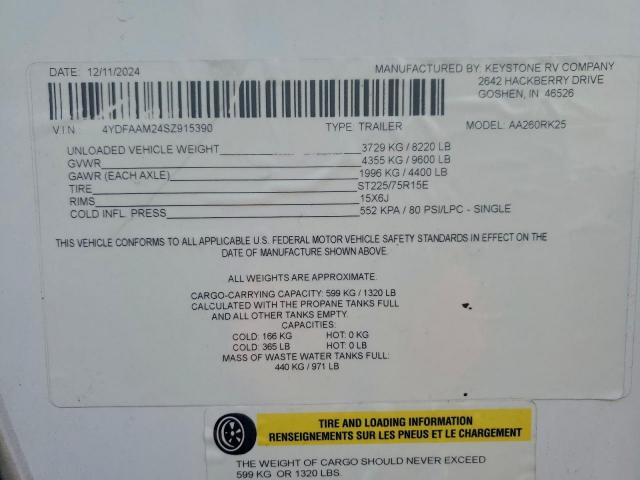 DATE: 12/11/2024 MANUFACTURED BY: KEYSTONE RV COMPANY
2642 HACKBERRY DRIVE
GOSHEN, IN 46526
VIN 4YDFAAM24SZ915390 TYPE: TRAILER MODEL: AA260RK25
UNLOADED VEHICLE WEIGHT 3729 KG / 8220 LB
GVWR 4355 KG / 9600 LB
GAWR (EACH AXLE) 1996 KG / 4400 LB
TIRE ST225/75R15E
RIMS 15X6J
COLD INFL. PRESS 552 KPA / 80 PSI/LPC - SINGLE
THIS VEHICLE CONFORMS TO ALL APPLICABLE U.S. FEDERAL MOTOR VEHICLE SAFETY STANDARDS IN EFFECT ON THE
DATE OF MANUFACTURE SHOWN ABOVE.
ALL WEIGHTS ARE APPROXIMATE.
CARGO-CARRYING CAPACITY: 599 KG / 1320 LB
CALCULATED WITH THE PROPANE TANKS FULL
AND ALL OTHER TANKS EMPTY.
CAPACITIES:
COLD: 166 KG HOT: 0 KG
COLD: 365 LB HOT: 0 LB
MASS OF WASTE WATER TANKS FULL:
440 KG / 971 LB
TIRE AND LOADING INFORMATION
RENSEIGNEMENTS SUR LES PNEUS ET LE CHARGEMENT
THE WEIGHT OF CARGO SHOULD NEVER EXCEED
599 KG OR 1320 LBS.